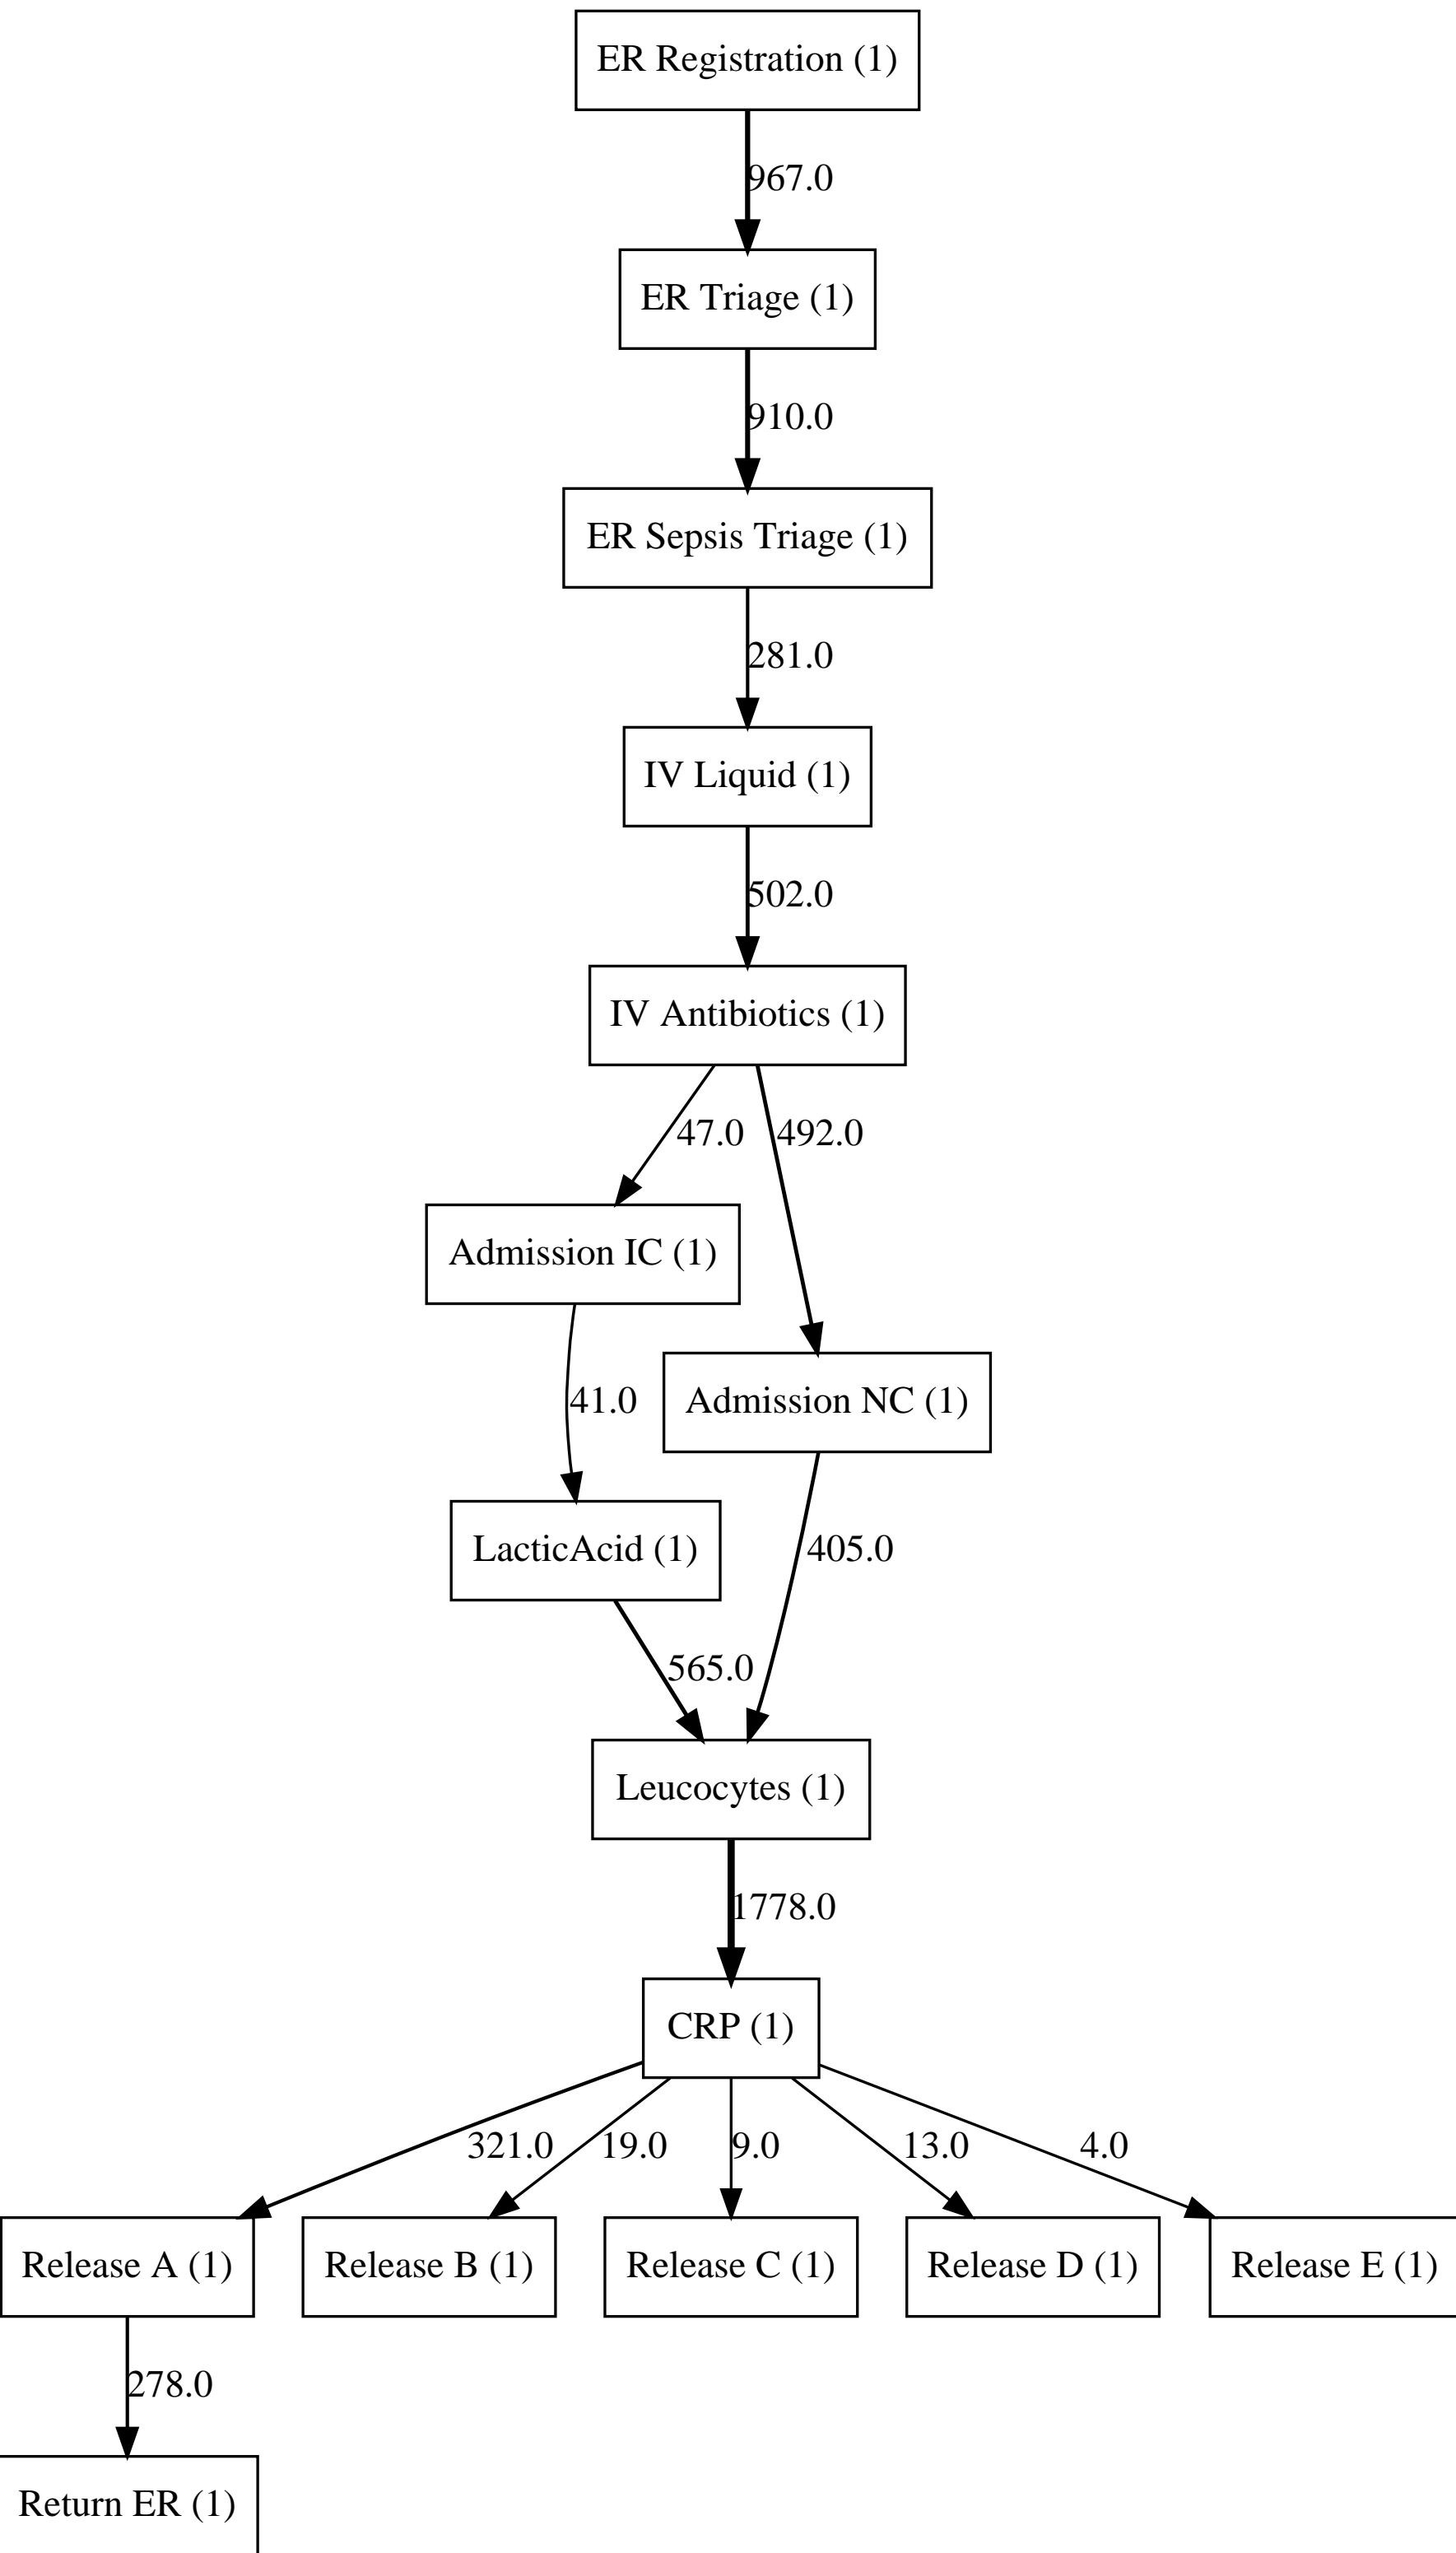 ER Registration (1)
967.0
ER Triage (1)
910.0
ER Sepsis Triage (1)
281.0
IV Liquid (1)
502.0
IV Antibiotics (1)
47.0
492.0
Admission IC (1)
41.0
Admission NC (1)
LacticAcid (1)
405.0
565.0
Leucocytes (1)
1778.0
CRP (1)
321.0
19.0
9.0
13.0
4.0
Release A (1)
Release B (1)
Release C (1)
Release D (1)
Release E (1)
278.0
Return ER (1)